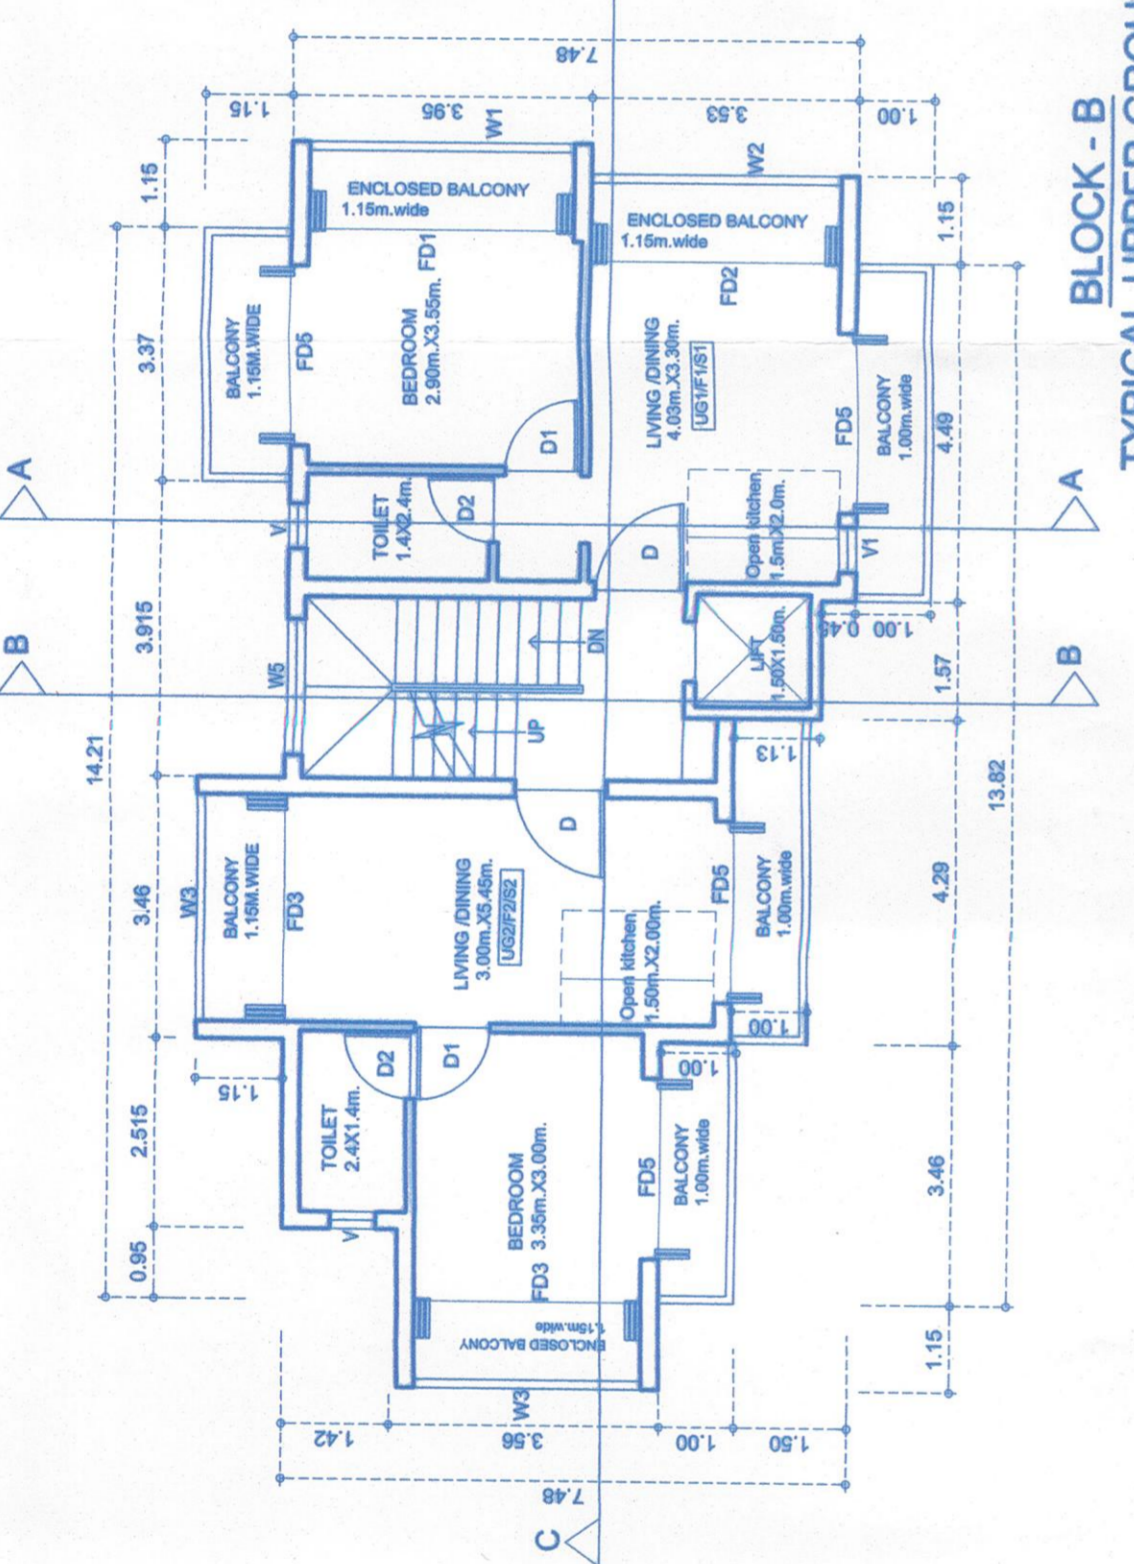 7.48
1.15
3.95
3.53
1.00
1.15
3.37
3.915
14.21
3.46
2.515
0.95
W1
W2
ENCLOSED BALCONY
1.15m.wide
ENCLOSED BALCONY
1.15m.wide
BALCONY
1.15M.WIDE
FD5
BEDROOM
2.90m.X3.55m.
FD1
FD2
LIVING /DINING
4.03m.X3.30m.
UG1/F1/S1
FD5
BALCONY
1.00m.wide
4.49
1.15
A
V
TOILET
1.4X2.4m.
D2
D1
D
Open kitchen
1.5m.X2.0m.
V1
A
B
W5
DN
UP
LIFT
1.50X1.50m.
0.45
1.00
1.57
B
1.13
13.82
W3
BALCONY
1.15M.WIDE
FD3
LIVING /DINING
3.00m.X5.45m.
UG2/F2/S2
D
Open kitchen
1.50m.X2.00m.
FD5
BALCONY
1.00m.wide
4.29
1.00
1.15
TOILET
2.4X1.4m.
D2
D1
V
BEDROOM
3.35m.X3.00m.
FD3
FD5
BALCONY
1.00m.wide
1.00
3.46
ENCLOSED BALCONY
1.15m.wide
W3
1.15
1.42
3.56
1.00
1.50
7.48
C
BLOCK - B
TYPICAL UPPER